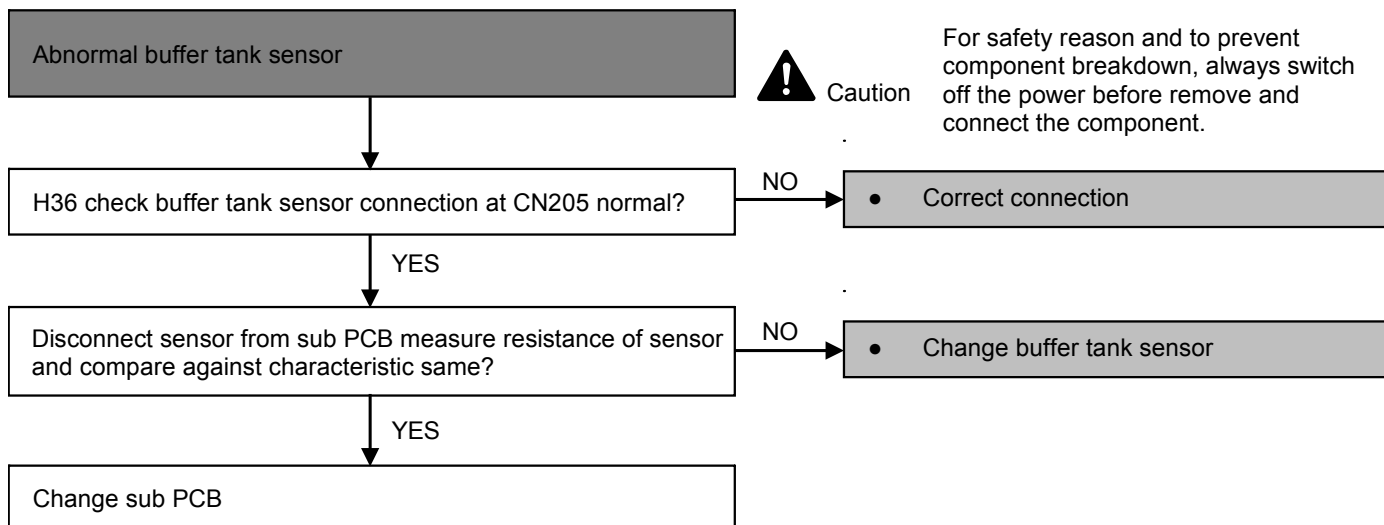 Abnormal buffer tank sensor
Caution
For safety reason and to prevent
component breakdown, always switch
off the power before remove and
connect the component.
H36 check buffer tank sensor connection at CN205 normal?
NO
● Correct connection
YES
Disconnect sensor from sub PCB measure resistance of sensor
and compare against characteristic same?
NO
● Change buffer tank sensor
YES
Change sub PCB